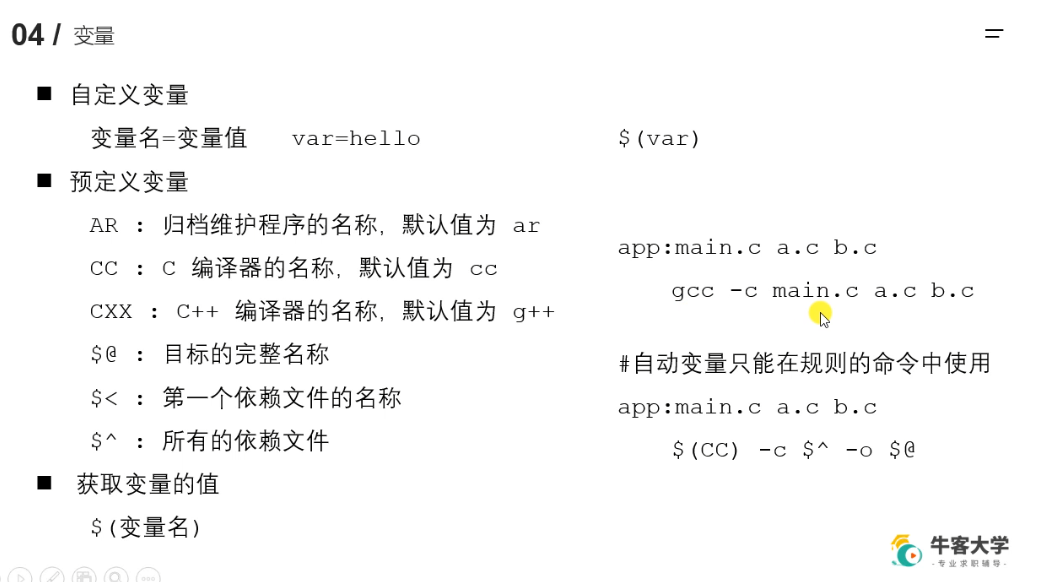 04 / 变量
■ 自定义变量
变量名=变量值 var=hello
$(var)
■ 预定义变量
AR : 归档维护程序的名称，默认值为 ar
CC : C 编译器的名称，默认值为 cc
CXX : C++ 编译器的名称，默认值为 g++
$@ : 目标的完整名称
$< : 第一个依赖文件的名称
$^ : 所有的依赖文件
■ 获取变量的值
$(变量名)
app:main.c a.c b.c
gcc -c main.c a.c b.c
#自动变量只能在规则的命令中使用
app:main.c a.c b.c
$(CC) -c $^ -o $@
牛客大学
-专业求职辅导-